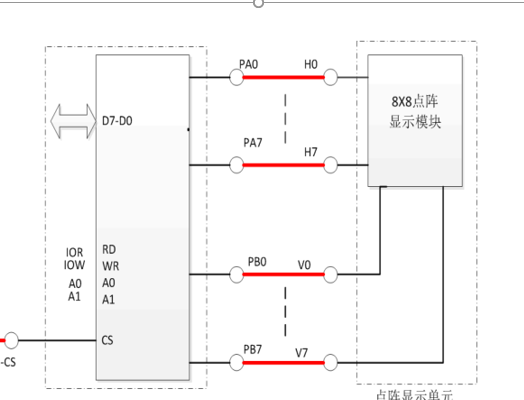 PA0 H0
8X8点阵
显示模块
D7-D0
PA7 H7
IOR RD
IOW WR
A0 A0
A1 A1
PB0 V0
CS
-CS
PB7 V7
点阵显示单元